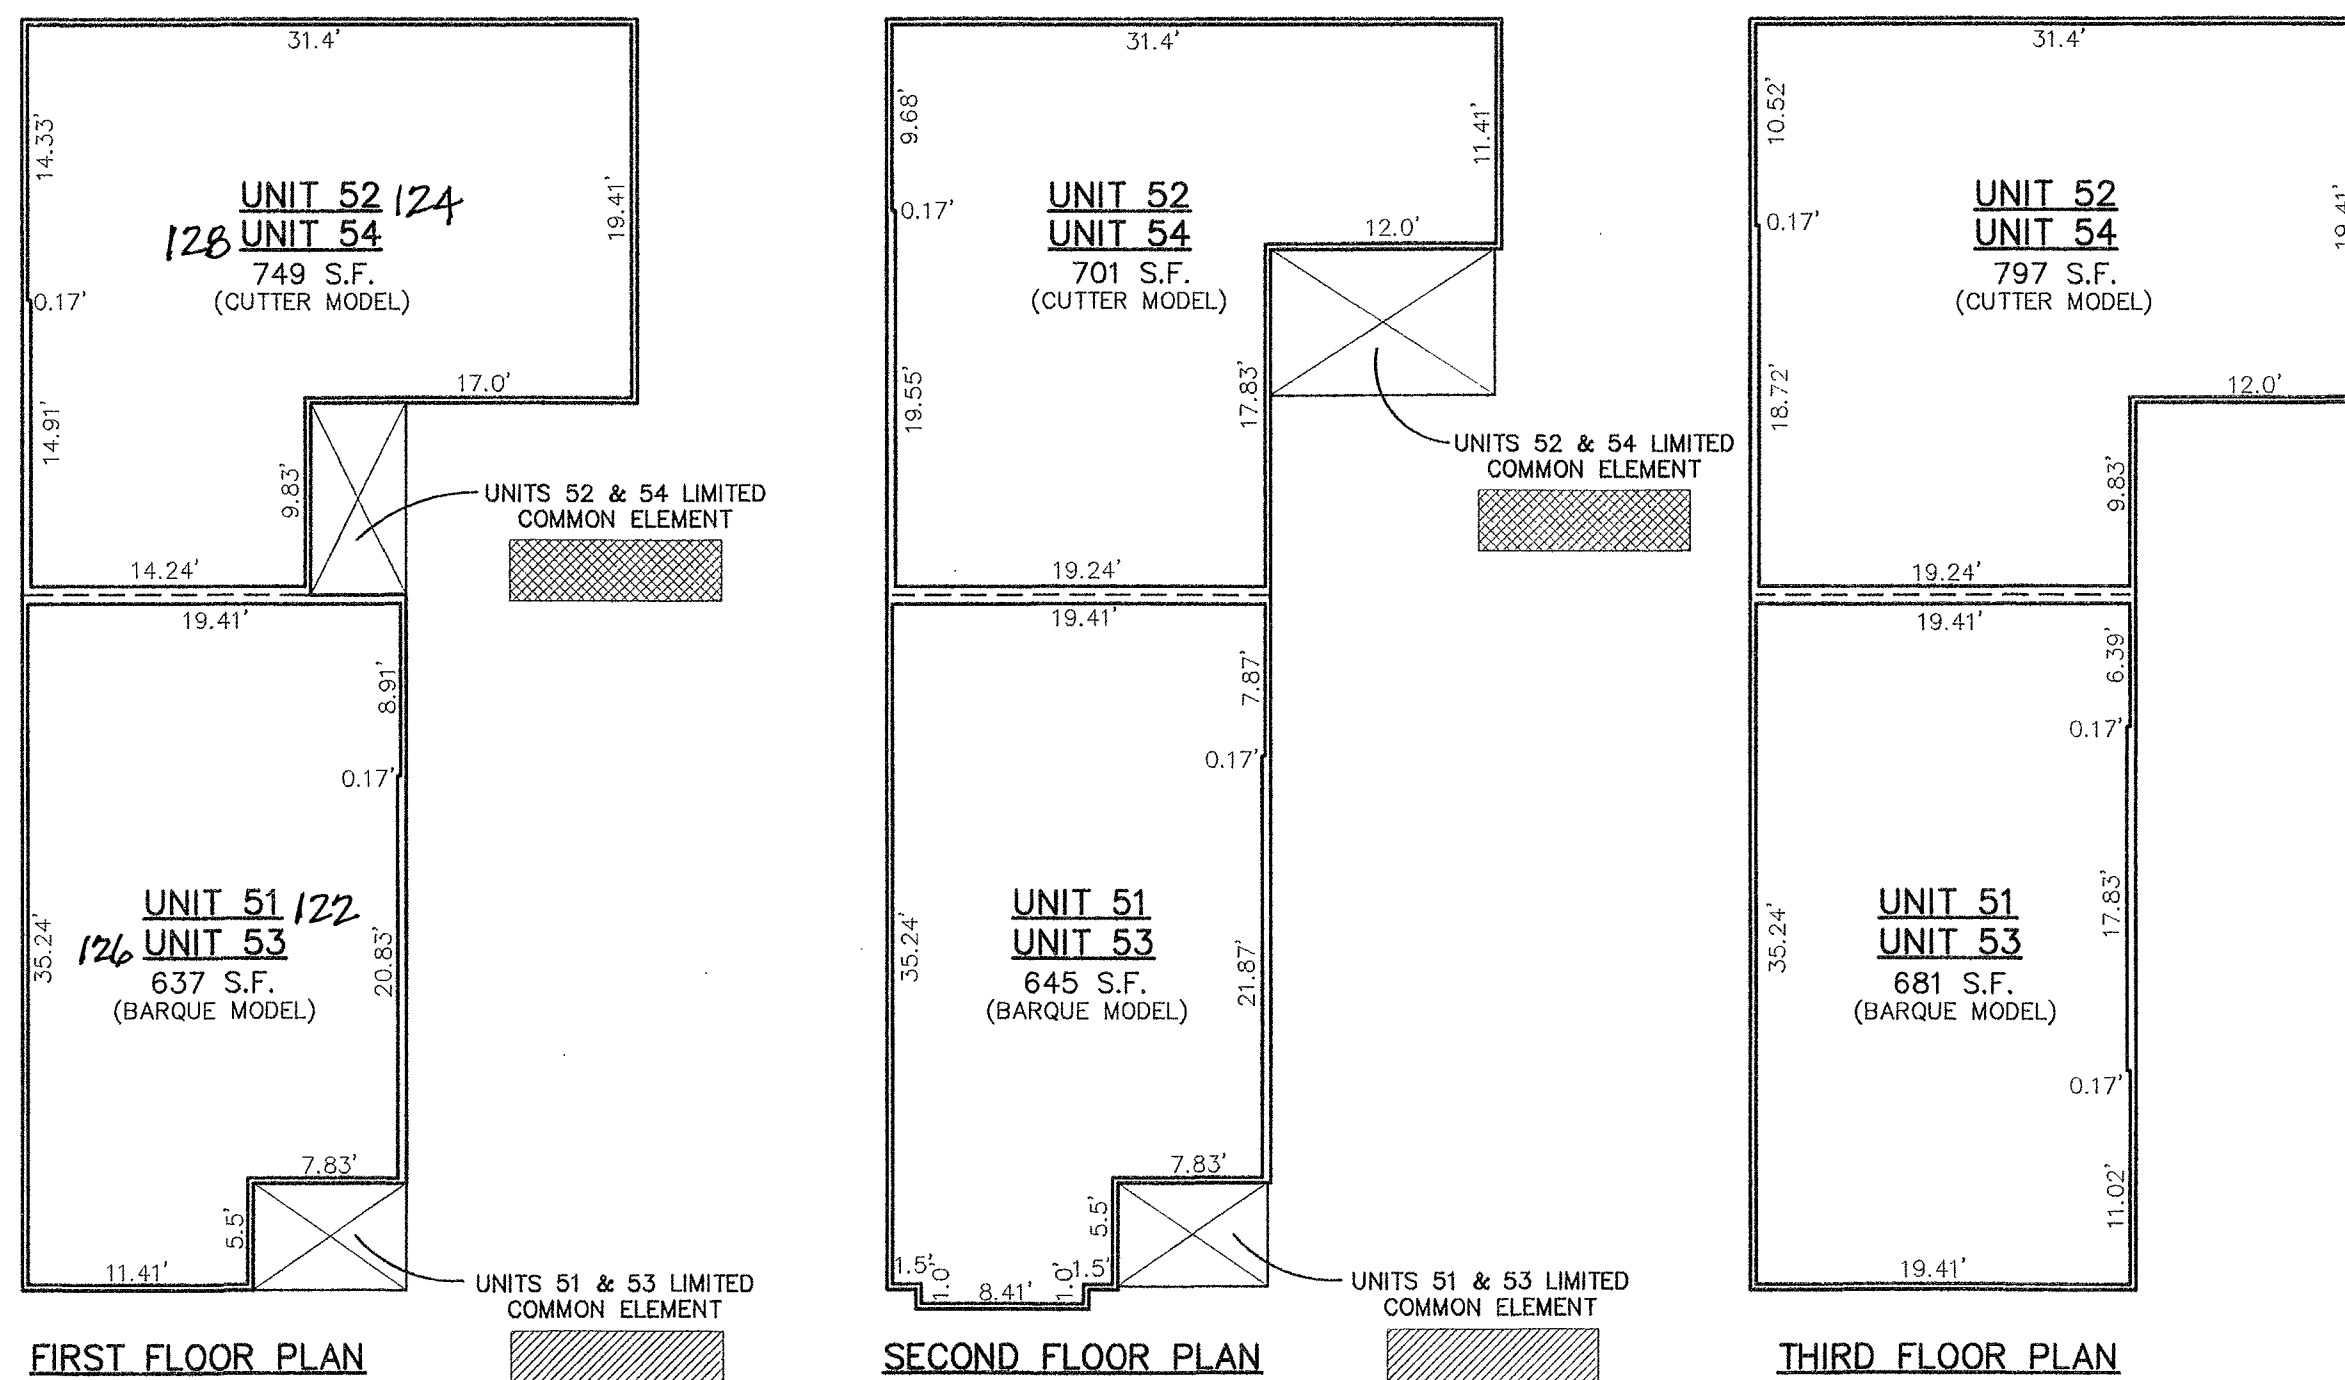 31.4'
14.33'
UNIT 52 124
128 UNIT 54
749 S.F.
(CUTTER MODEL)
19.41'
0.17'
17.0'
14.91'
9.83'
UNITS 52 & 54 LIMITED
COMMON ELEMENT
14.24'
19.41'
8.91'
0.17'
UNIT 51 122
126 UNIT 53
637 S.F.
(BARQUE MODEL)
35.24'
20.83'
7.83'
5.5'
11.41'
UNITS 51 & 53 LIMITED
COMMON ELEMENT
FIRST FLOOR PLAN
31.4'
9.68'
11.41'
UNIT 52
UNIT 54
701 S.F.
(CUTTER MODEL)
0.17'
12.0'
19.55'
17.83'
UNITS 52 & 54 LIMITED
COMMON ELEMENT
19.24'
19.41'
7.87'
0.17'
UNIT 51
UNIT 53
645 S.F.
(BARQUE MODEL)
35.24'
21.87'
7.83'
5.5'
1.5'
1.0'
8.41'
1.0'
1.5'
UNITS 51 & 53 LIMITED
COMMON ELEMENT
SECOND FLOOR PLAN
31.4'
10.52'
UNIT 52
UNIT 54
797 S.F.
(CUTTER MODEL)
0.17'
19.41'
18.72'
12.0'
9.83'
19.24'
19.41'
6.39'
0.17'
UNIT 51
UNIT 53
681 S.F.
(BARQUE MODEL)
35.24'
17.83'
0.17'
11.02'
19.41'
THIRD FLOOR PLAN